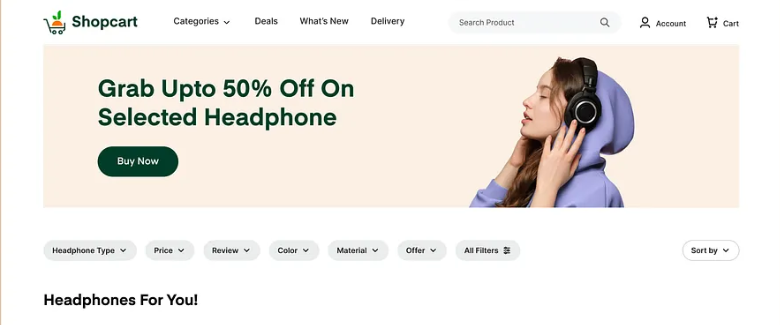 Shopcart
Categories
Deals
What's New
Delivery
Search Product
Account
Cart
Grab Upto 50% Off On
Selected Headphone
Buy Now
Headphone Type
Price
Review
Color
Material
Offer
All Filters
Sort by
Headphones For You!